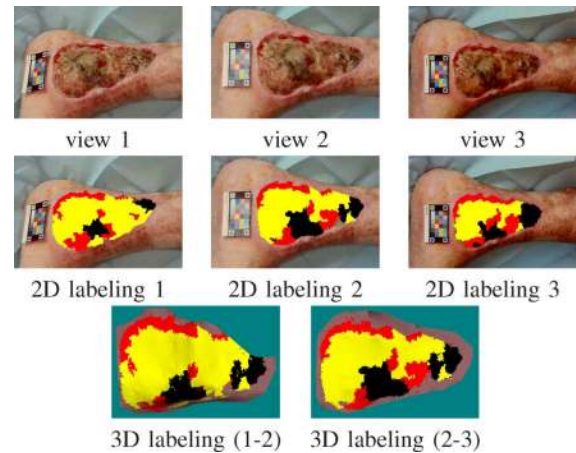 view 1 view 2 view 3
2D labeling 1 2D labeling 2 2D labeling 3
3D labeling (1-2) 3D labeling (2-3)